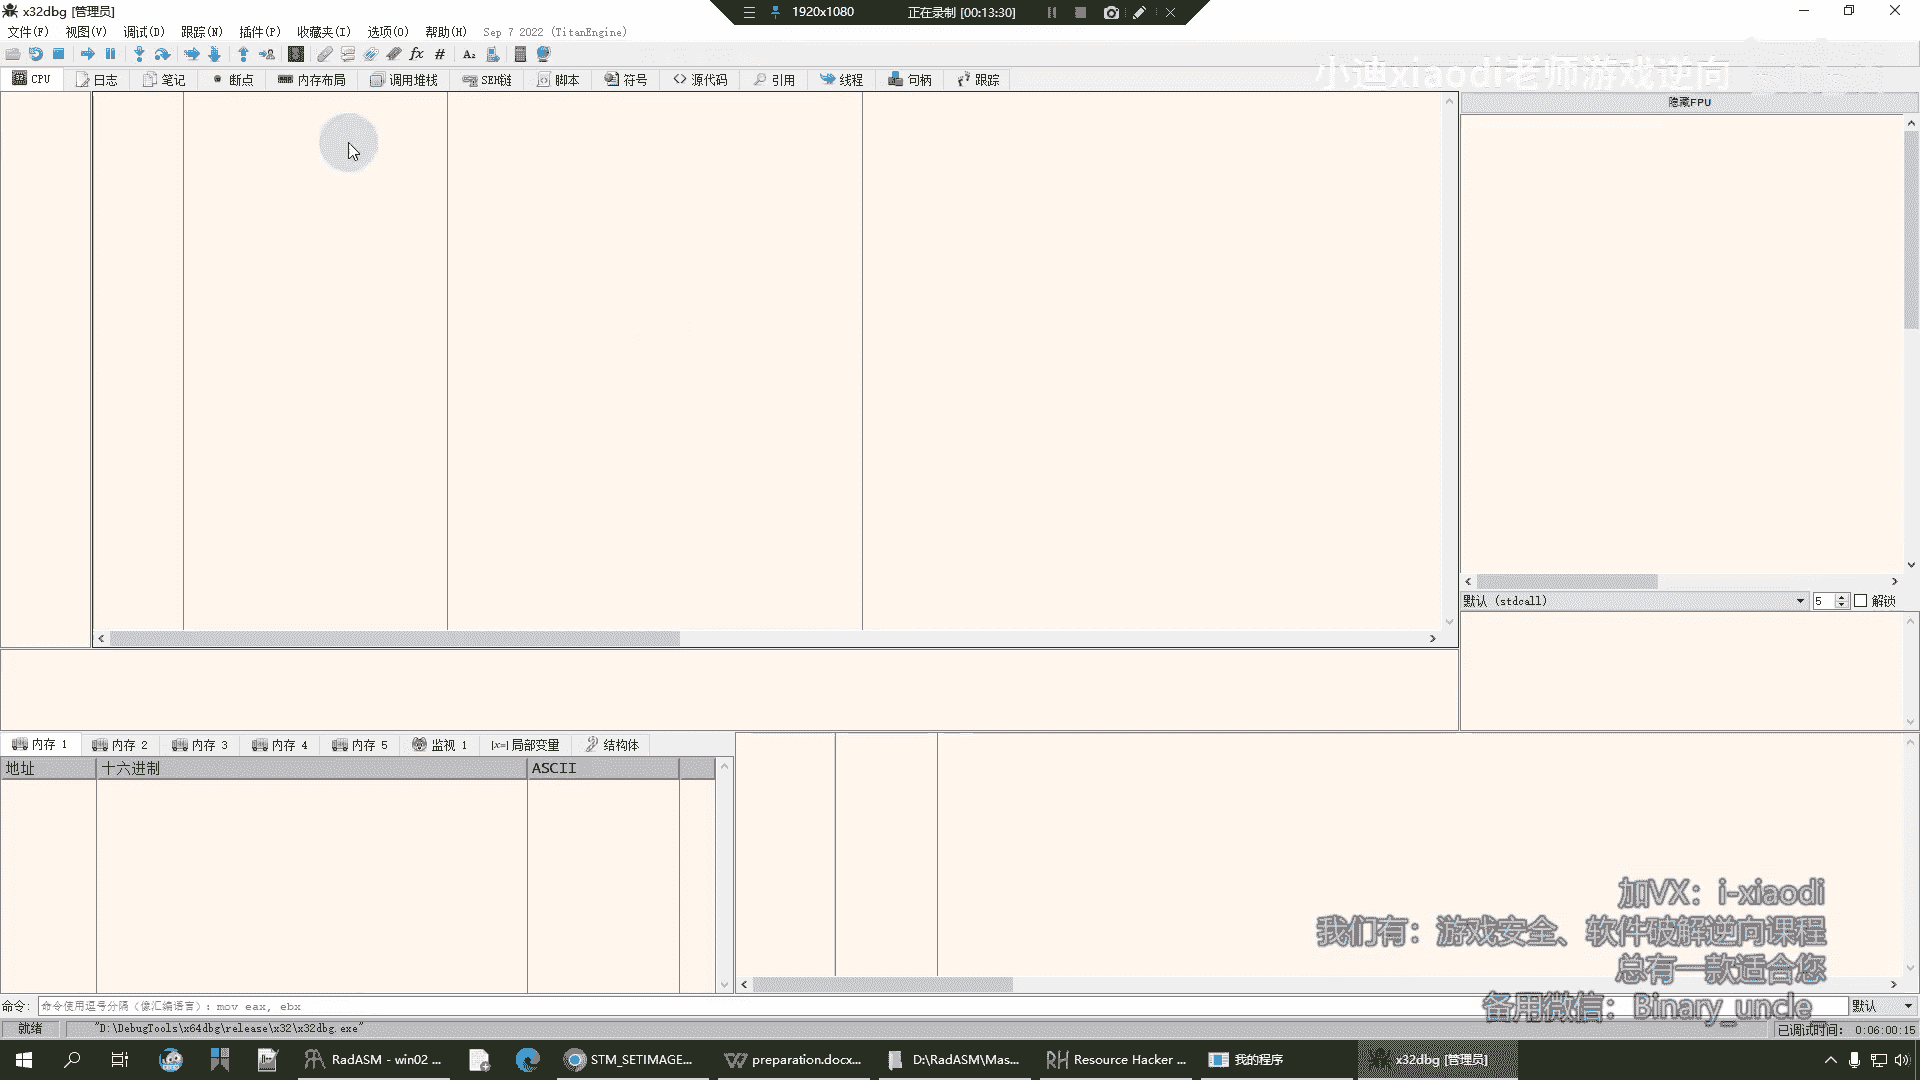 x32dbg [管理员]
1920x1080
正在录制 [00:13:30]
文件(F) 视图(V) 调试(D) 跟踪(N) 插件(P) 收藏夹(I) 选项(O) 帮助(H) Sep 7 2022 (TitanEngine)
小迪xiaodi老师游戏逆向
CPU 日志 笔记 断点 内存布局 调用堆栈 SEH链 脚本 符号 源代码 引用 线程 句柄 跟踪
隐藏FPU
默认 (stdcall) 5 解锁
内存 1 内存 2 内存 3 内存 4 内存 5 监视 1 [x=] 局部变量 结构体
地址 十六进制 ASCII
加VX：i-xiaodi
我们有：游戏安全、软件破解逆向课程
总有一款适合您
备用微信：Binary_uncle
命令: 命令使用逗号分隔（像汇编语言）: mov eax, ebx 默认
就绪 "D:\DebugTools\x64dbg\release\x32\x32dbg.exe" 已调试时间: 0:06:00:15
RadASM - win02 ... STM_SETIMAGE... preparation.docx... D:\RadASM\Mas... Resource Hacker ... 我的程序 x32dbg [管理员]